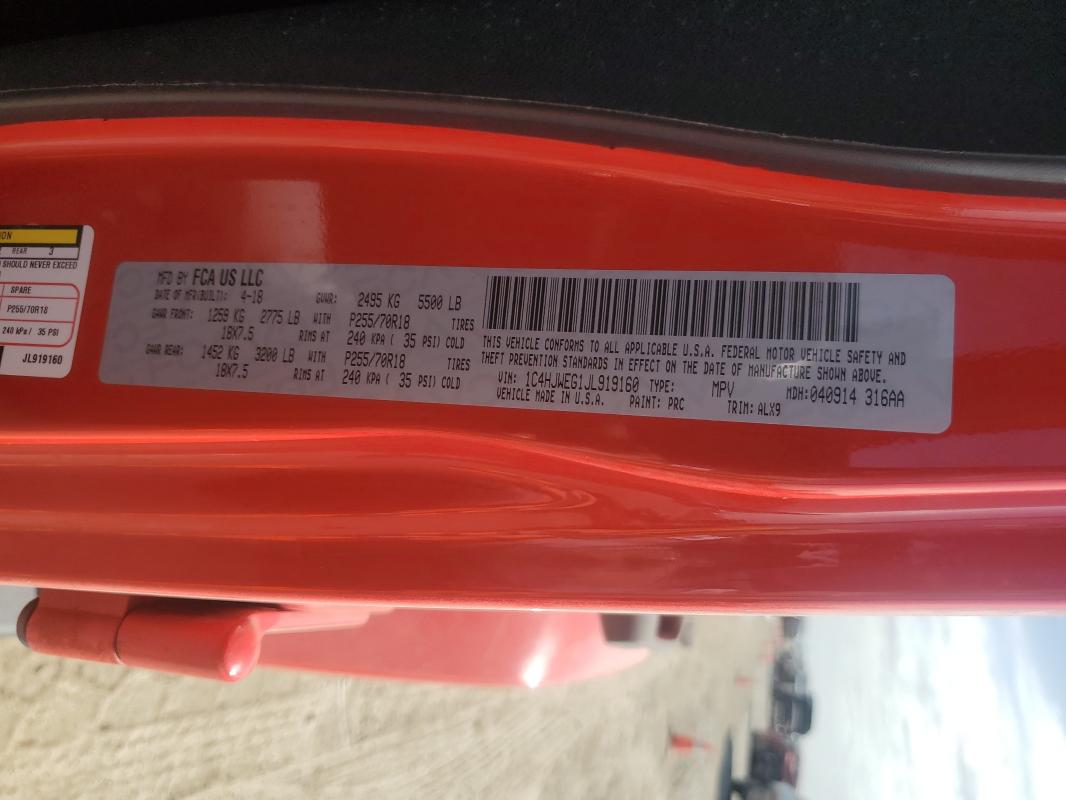 ION
REAR 3
SHOULD NEVER EXCEED
SPARE
P255/70R18
240 kPa / 35 PSI
JL919160
MFD BY FCA US LLC
DATE OF MFR(BUILT): 4-18 GVWR: 2495 KG 5500 LB
GAWR FRONT: 1259 KG 2775 LB WITH P255/70R18 TIRES
18X7.5 RIMS AT 240 KPA ( 35 PSI) COLD
GAWR REAR: 1452 KG 3200 LB WITH P255/70R18 TIRES
18X7.5 RIMS AT 240 KPA ( 35 PSI) COLD
THIS VEHICLE CONFORMS TO ALL APPLICABLE U.S.A. FEDERAL MOTOR VEHICLE SAFETY AND
THEFT PREVENTION STANDARDS IN EFFECT ON THE DATE OF MANUFACTURE SHOWN ABOVE.
VIN: 1C4HJWEG1JL919160 TYPE: MPV MDH:040914 316AA
VEHICLE MADE IN U.S.A. PAINT: PRC TRIM: ALX9